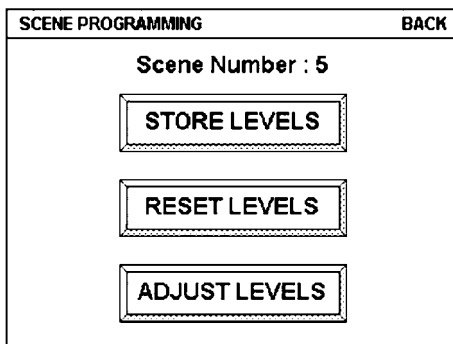 SCENE PROGRAMMING BACK
Scene Number : 5
STORE LEVELS
RESET LEVELS
ADJUST LEVELS